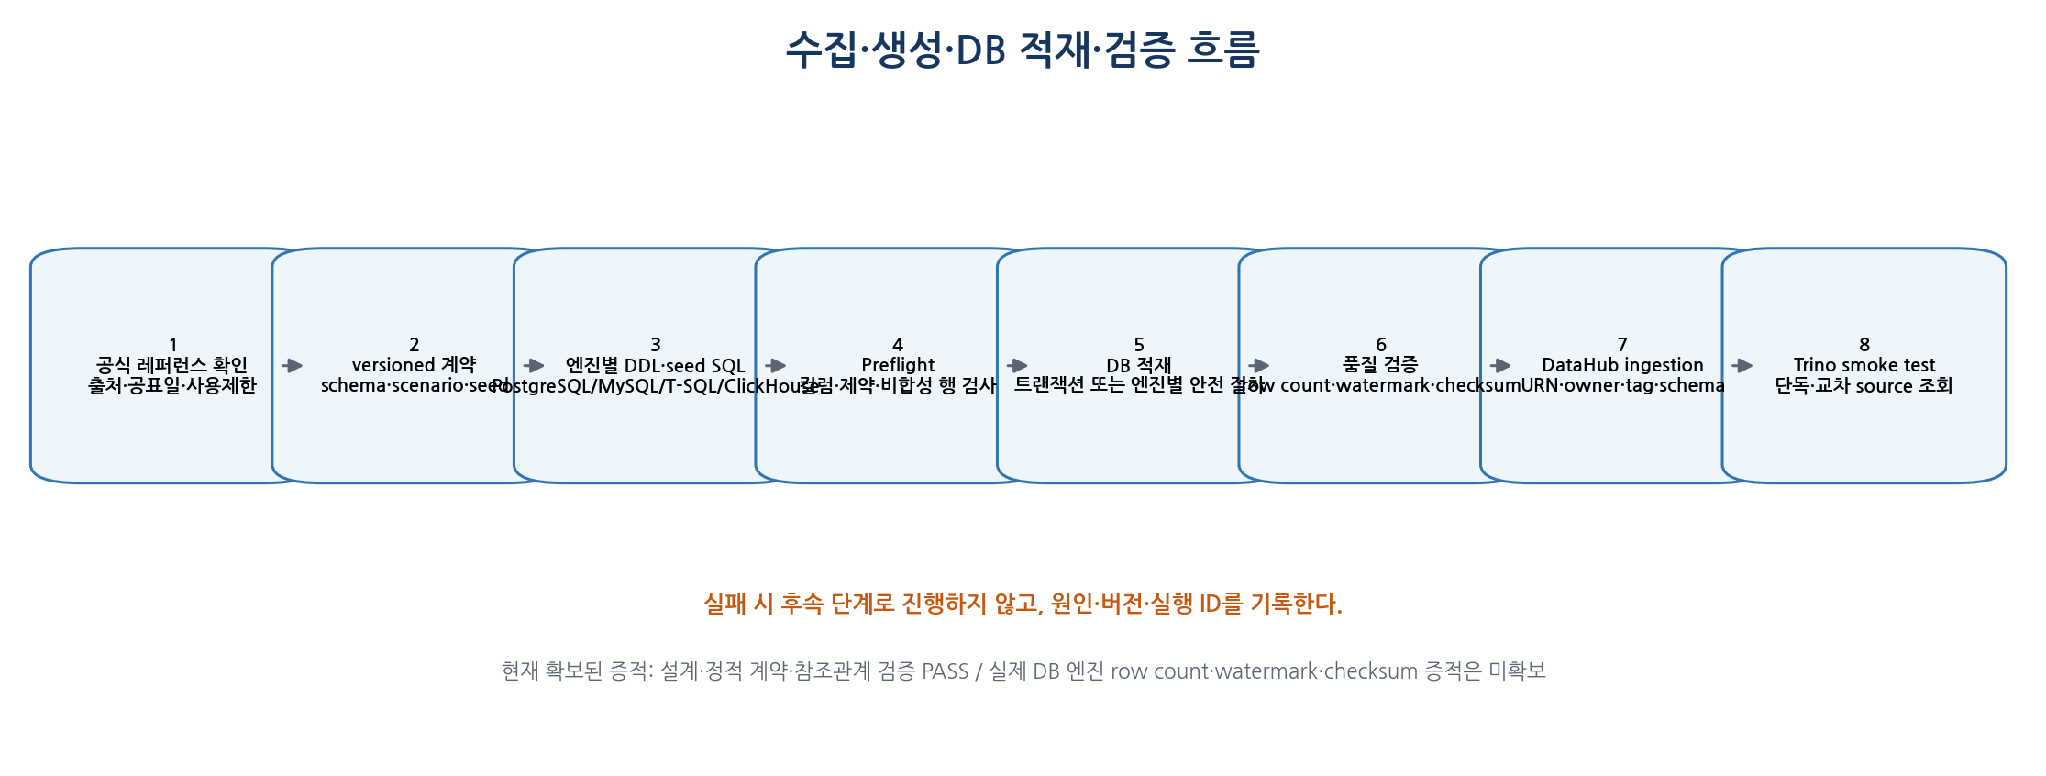 수집·생성·DB 적재·검증 흐름
1
공식 레퍼런스 확인
출처·공표일·사용제한
2
versioned 계약
schema·scenario·seed
3
엔진별 DDL·seed SQL
PostgreSQL/MySQL/T-SQL/ClickHouse
4
Preflight
컬럼·제약·비합성 행 검사
5
DB 적재
트랜잭션 또는 엔진별 안전 절차
6
품질 검증
row count·watermark·checksum
7
DataHub ingestion
URN·owner·tag·schema
8
Trino smoke test
단독·교차 source 조회
실패 시 후속 단계로 진행하지 않고, 원인·버전·실행 ID를 기록한다.
현재 확보된 증적: 설계·정적 계약·참조관계 검증 PASS / 실제 DB 엔진 row count·watermark·checksum 증적은 미확보